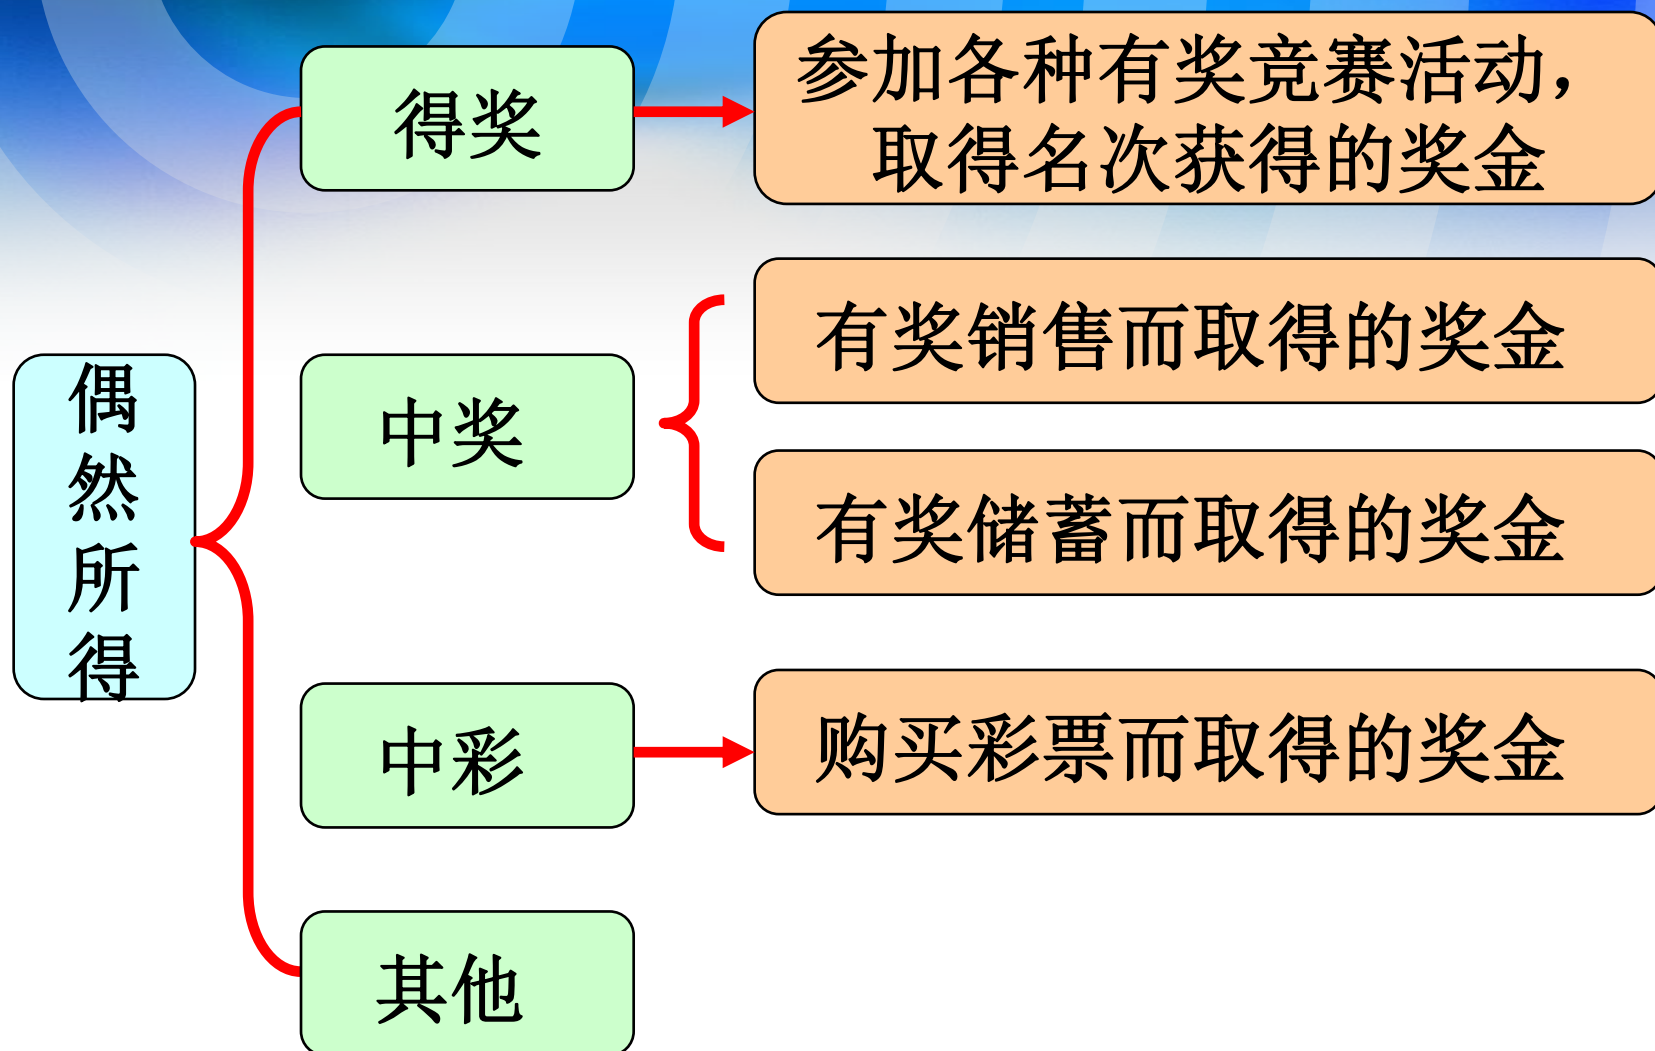 偶然所得
得奖
参加各种有奖竞赛活动，
取得名次获得的奖金
中奖
有奖销售而取得的奖金
有奖储蓄而取得的奖金
中彩
购买彩票而取得的奖金
其他